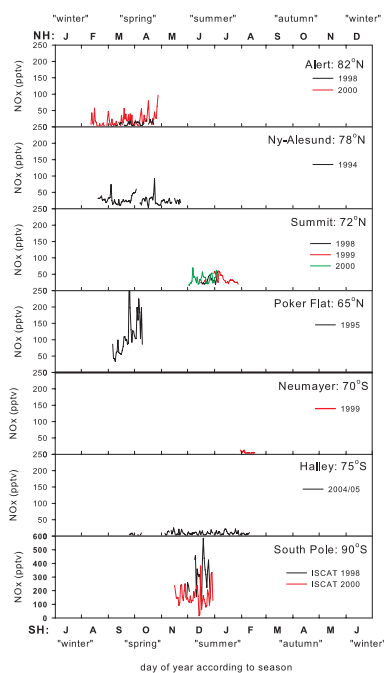 "winter" "spring" "summer" "autumn" "winter"
NH: J F M A M J J A S O N D
250
200
150
100
50
NOx (pptv)
Alert: 82°N
1998
2000
250
200
150
100
50
NOx (pptv)
Ny-Alesund: 78°N
1994
250
200
150
100
50
NOx (pptv)
Summit: 72°N
1998
1999
2000
250
200
150
100
50
NOx (pptv)
Poker Flat: 65°N
1995
200
150
100
50
NOx (pptv)
Neumayer: 70°S
1999
200
150
100
50
NOx (pptv)
Halley: 75°S
2004/05
600
500
400
300
200
100
0
NOx (pptv)
South Pole: 90°S
ISCAT 1998
ISCAT 2000
SH: J A S O N D J F M A M J
"winter" "spring" "summer" "autumn" "winter'
day of year according to season